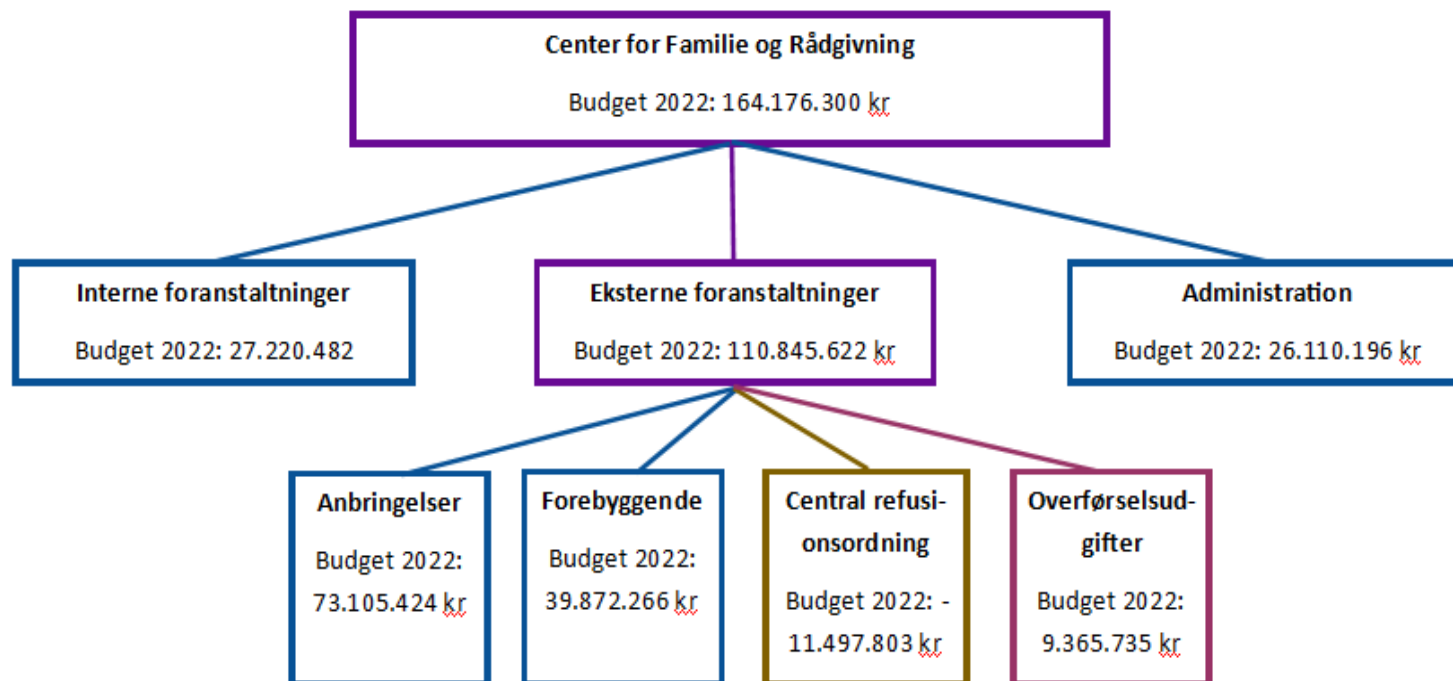 Center for Familie og Rådgivning
Budget 2022: 164.176.300 kr
Interne foranstaltninger
Budget 2022: 27.220.482
Eksterne foranstaltninger
Budget 2022: 110.845.622 kr
Administration
Budget 2022: 26.110.196 kr
Anbringelser
Budget 2022:
73.105.424 kr
Forebyggende
Budget 2022:
39.872.266 kr
Central refusi-
onsordning
Budget 2022: -
11.497.803 kr
Overførselsud-
gifter
Budget 2022:
9.365.735 kr